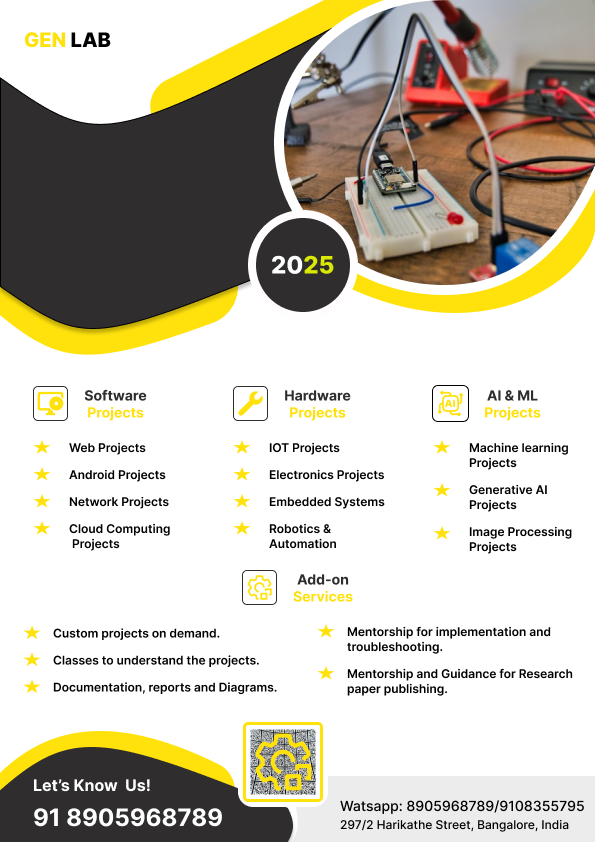 GEN LAB
2025
Software
Projects
Web Projects
Android Projects
Network Projects
Cloud Computing
Projects
Hardware
Projects
IOT Projects
Electronics Projects
Embedded Systems
Robotics &
Automation
AI & ML
Projects
AI
Machine learning
Projects
Generative AI
Projects
Image Processing
Projects
Add-on
Services
Custom projects on demand.
Classes to understand the projects.
Documentation, reports and Diagrams.
Mentorship for implementation and
troubleshooting.
Mentorship and Guidance for Research
paper publishing.
Let's Know Us!
91 8905968789
Watsapp: 8905968789/9108355795
297/2 Harikathe Street, Bangalore, India